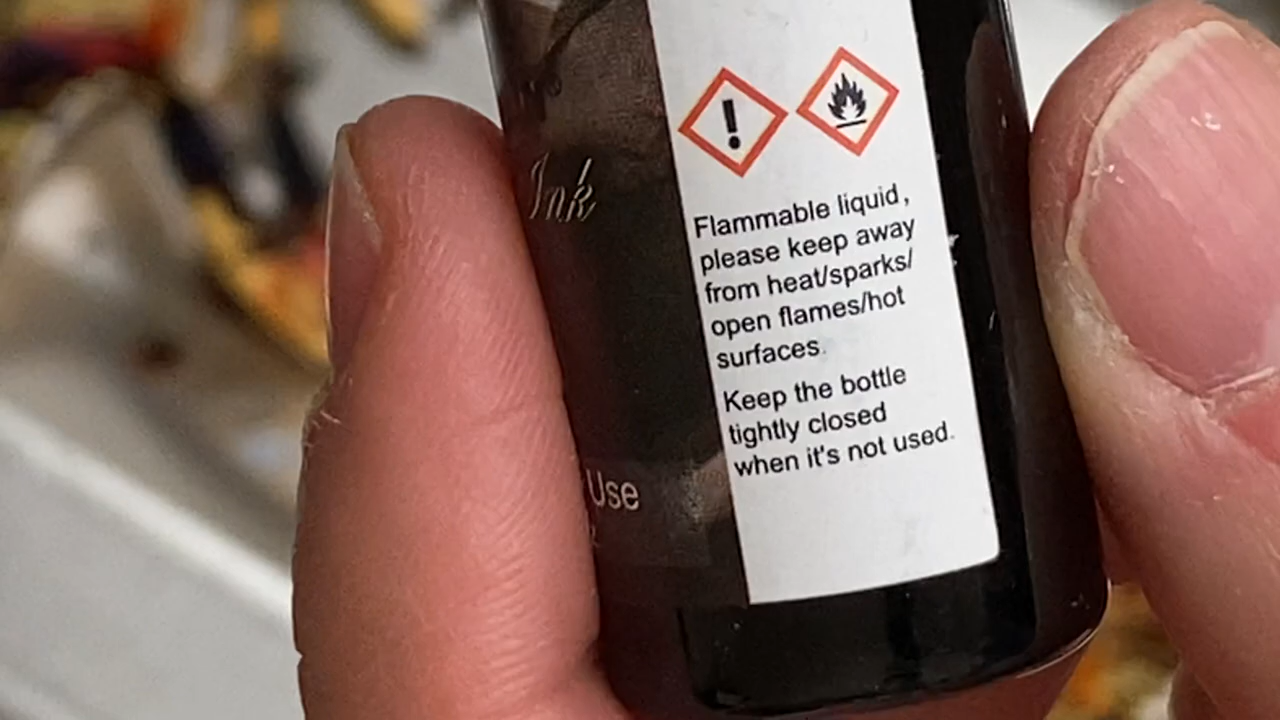 Ink
Use
Flammable liquid,
please keep away
from heat/sparks/
open flames/hot
surfaces.
Keep the bottle
tightly closed
when it's not used.